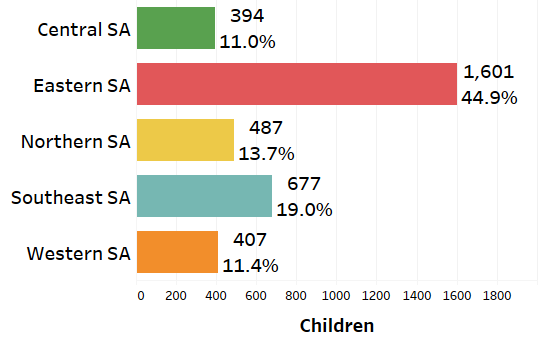 Central SA
394
11.0%
Eastern SA
1,601
44.9%
Northern SA
487
13.7%
Southeast SA
677
19.0%
Western SA
407
11.4%
0 200 400 600 800 1000 1200 1400 1600 1800
Children